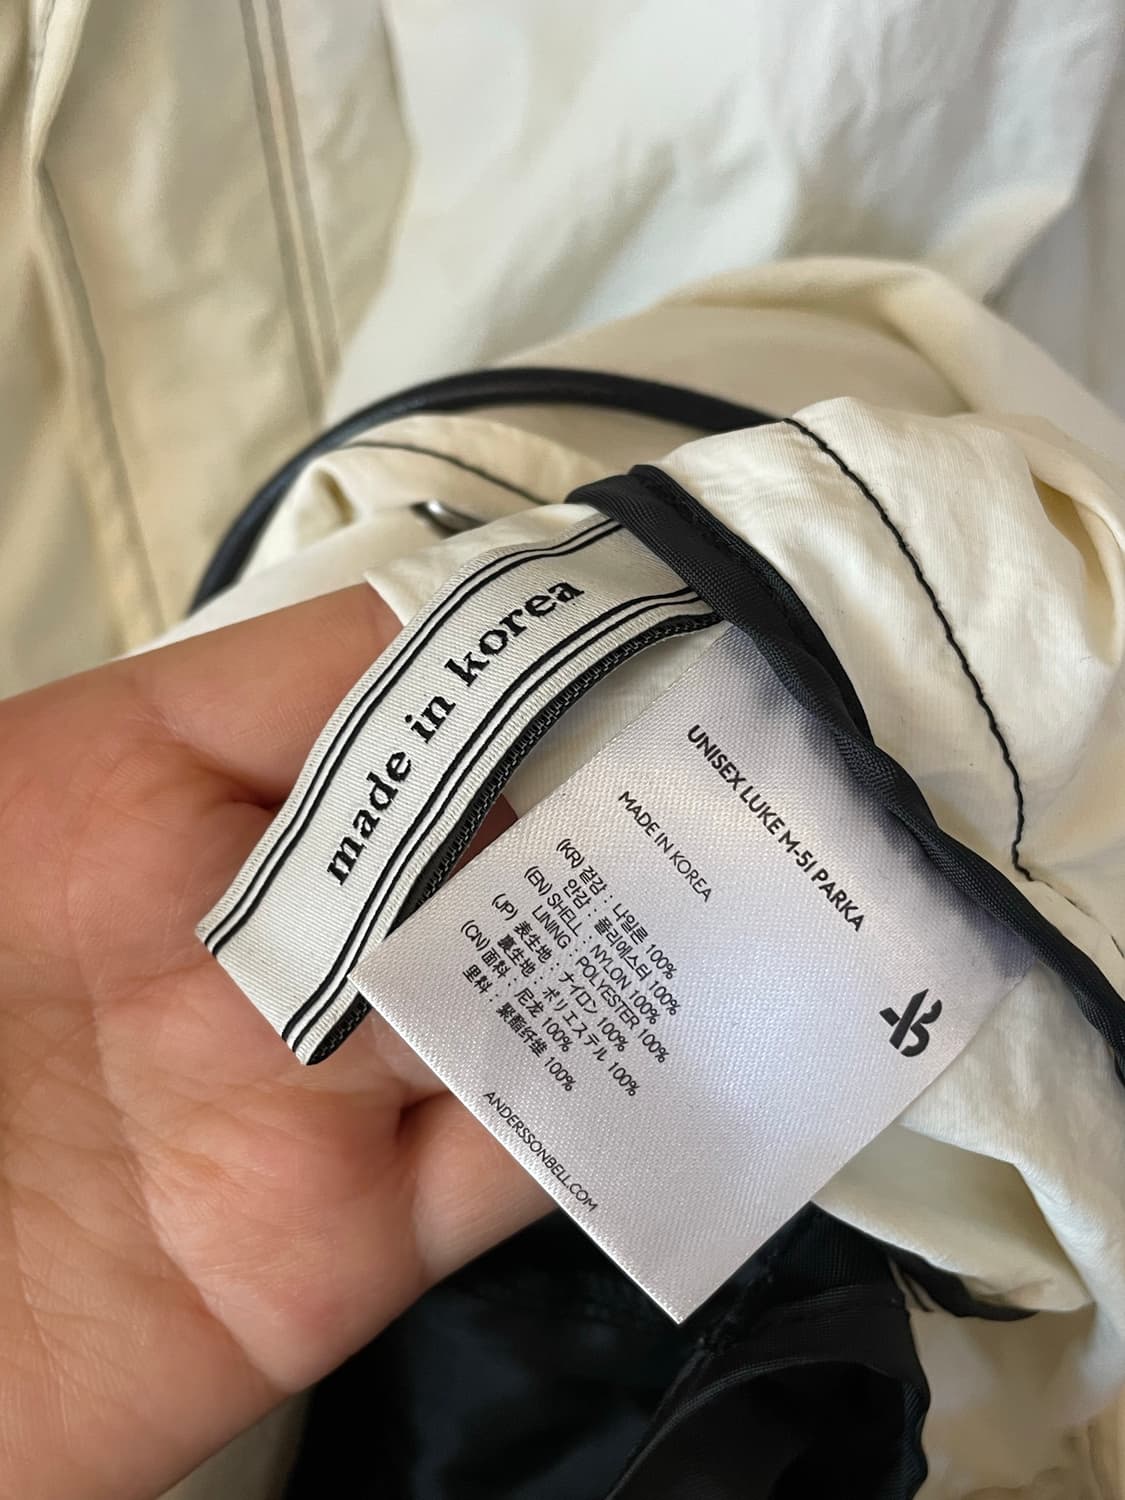 made in korea
UNISEX LUKE M-51 PARKA
MADE IN KOREA
(KR) 겉감 : 나일론 100%
안감 : 폴리에스터 100%
(EN) SHELL : NYLON 100%
LINING : POLYESTER 100%
(JP) 表生地 : ナイロン 100%
裏生地 : ポリエステル 100%
(CN) 面料 : 尼龙 100%
里料 : 聚酯纤维 100%
ANDERSSONBELL.COM